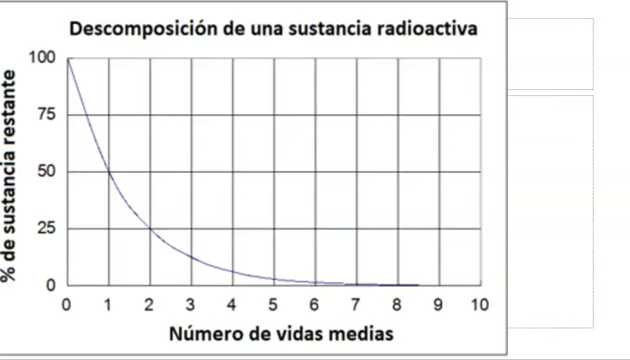 Descomposición de una sustancia radioactiva
% de sustancia restante
100
75
50
25
0
0 1 2 3 4 5 6 7 8 9 10
Número de vidas medias